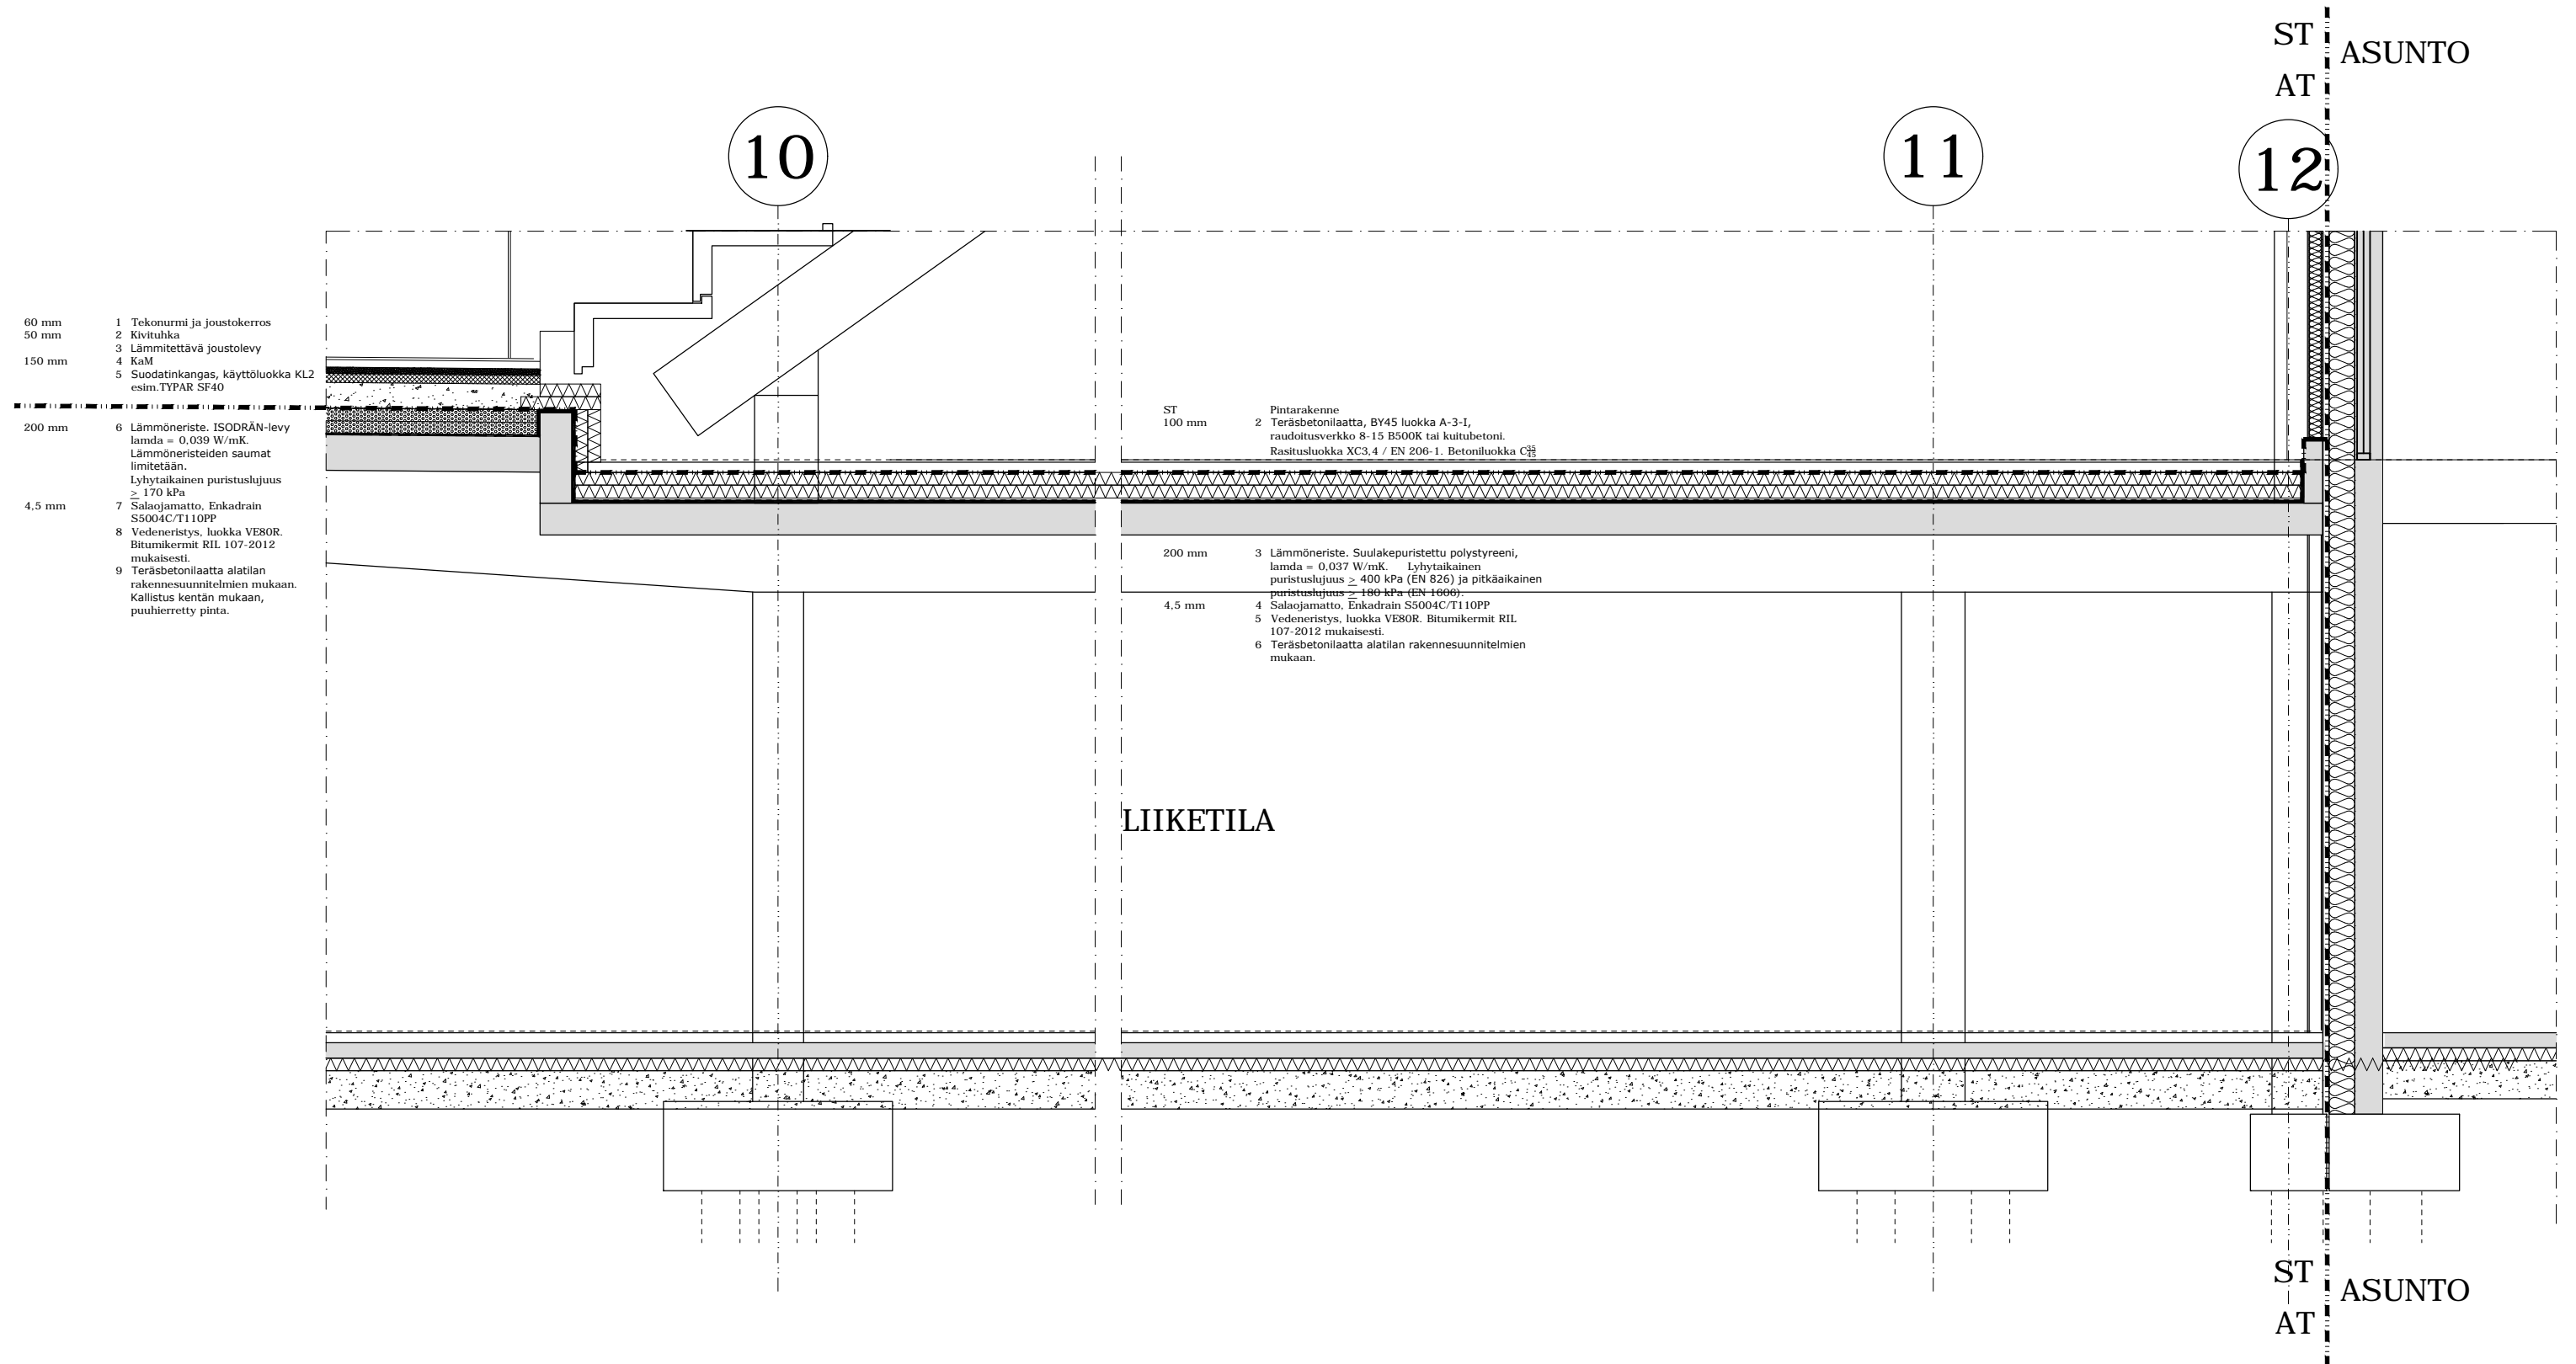 ST
ASUNTO
AT
10
11
12
60 mm 1 Tekonurmi ja joustokerros
50 mm 2 Kivituhka
3 Lämmitettävä joustolevy
150 mm 4 KaM
5 Suodatinkangas, käyttöluokka KL2
esim.TYPAR SF40
200 mm 6 Lämmöneriste. ISODRÄN-levy
lamda = 0,039 W/mK.
Lämmöneristeiden saumat
limitetään.
Lyhytaikainen puristuslujuus
≥ 170 kPa
4,5 mm 7 Salaojamatto, Enkadrain
S5004C/T110PP
8 Vedeneristys, luokka VE80R.
Bitumikermit RIL 107-2012
mukaisesti.
9 Teräsbetonilaatta alatilan
rakennesuunnitelmien mukaan.
Kallistus kentän mukaan,
puuhierretty pinta.
ST Pintarakenne
100 mm 2 Teräsbetonilaatta, BY45 luokka A-3-I,
raudoitusverkko 8-15 B500K tai kuitubetoni.
Rasitusluokka XC3,4 / EN 206-1. Betoniluokka C35/45
200 mm 3 Lämmöneriste. Suulakepuristettu polystyreeni,
lamda = 0,037 W/mK. Lyhytaikainen
puristuslujuus ≥ 400 kPa (EN 826) ja pitkäaikainen
puristuslujuus ≥ 180 kPa (EN 1606).
4,5 mm 4 Salaojamatto, Enkadrain S5004C/T110PP
5 Vedeneristys, luokka VE80R. Bitumikermit RIL
107-2012 mukaisesti.
6 Teräsbetonilaatta alatilan rakennesuunnitelmien
mukaan.
LIIKETILA
ST
ASUNTO
AT